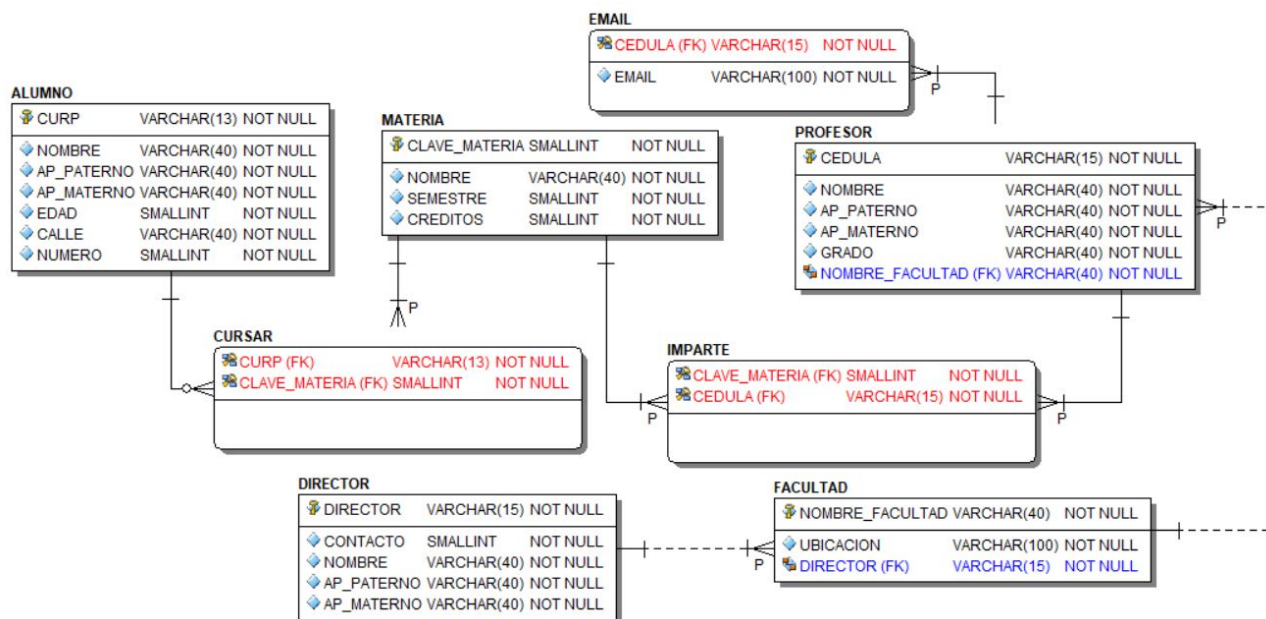 EMAIL
CEDULA (FK) VARCHAR(15) NOT NULL
EMAIL VARCHAR(100) NOT NULL
P
ALUMNO
CURP VARCHAR(13) NOT NULL
NOMBRE VARCHAR(40) NOT NULL
AP_PATERNO VARCHAR(40) NOT NULL
AP_MATERNO VARCHAR(40) NOT NULL
EDAD SMALLINT NOT NULL
CALLE VARCHAR(40) NOT NULL
NUMERO SMALLINT NOT NULL
MATERIA
CLAVE_MATERIA SMALLINT NOT NULL
NOMBRE VARCHAR(40) NOT NULL
SEMESTRE SMALLINT NOT NULL
CREDITOS SMALLINT NOT NULL
P
PROFESOR
CEDULA VARCHAR(15) NOT NULL
NOMBRE VARCHAR(40) NOT NULL
AP_PATERNO VARCHAR(40) NOT NULL
AP_MATERNO VARCHAR(40) NOT NULL
GRADO VARCHAR(40) NOT NULL
NOMBRE_FACULTAD (FK) VARCHAR(40) NOT NULL
P
CURSAR
CURP (FK) VARCHAR(13) NOT NULL
CLAVE_MATERIA (FK) SMALLINT NOT NULL
IMPARTE
CLAVE_MATERIA (FK) SMALLINT NOT NULL
CEDULA (FK) VARCHAR(15) NOT NULL
P
P
DIRECTOR
DIRECTOR VARCHAR(15) NOT NULL
CONTACTO SMALLINT NOT NULL
NOMBRE VARCHAR(40) NOT NULL
AP_PATERNO VARCHAR(40) NOT NULL
AP_MATERNO VARCHAR(40) NOT NULL
P
FACULTAD
NOMBRE_FACULTAD VARCHAR(40) NOT NULL
UBICACION VARCHAR(100) NOT NULL
DIRECTOR (FK) VARCHAR(15) NOT NULL